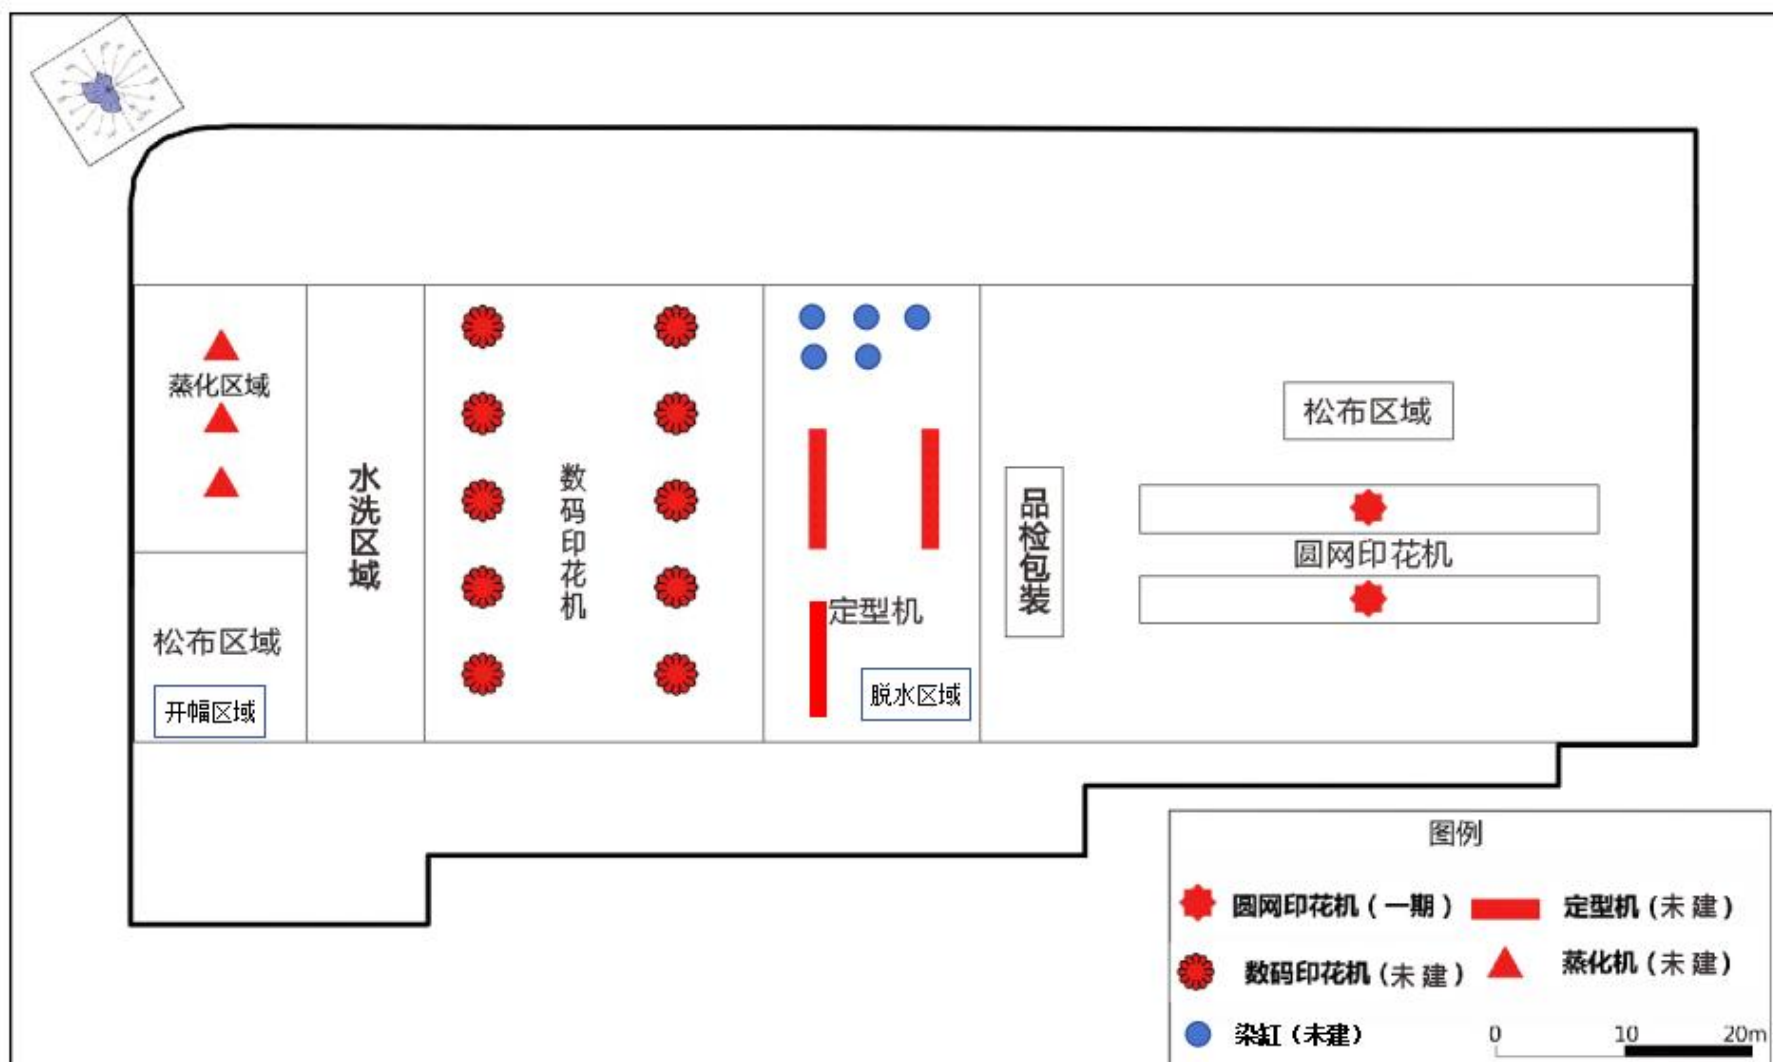 蒸化区域
松布区域
开幅区域
水洗区域
数码印花机
定型机
脱水区域
品检包装
松布区域
圆网印花机
图例
圆网印花机（一期）
定型机（未建）
数码印花机（未建）
蒸化机（未建）
染缸（未建）
0 10 20m